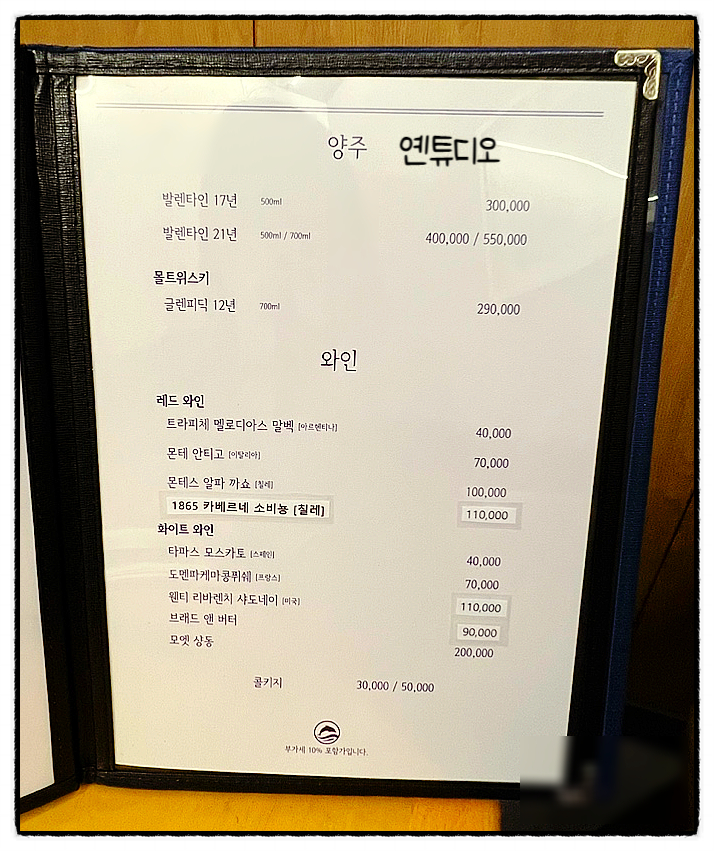 양주 옌튜디오
발렌타인 17년 500ml 300,000
발렌타인 21년 500ml / 700ml 400,000 / 550,000
몰트위스키
글렌피딕 12년 700ml 290,000
와인
레드 와인
트라피체 멜로디아스 말벡 [아르헨티나] 40,000
몬테 안티고 [이탈리아] 70,000
몬테스 알파 까쇼 [칠레] 100,000
1865 카베르네 소비뇽 [칠레] 110,000
화이트 와인
타파스 모스카토 [스페인] 40,000
도멘파케마콩퓌쉐 [프랑스] 70,000
웬티 리바렌치 샤도네이 [미국] 110,000
브래드 앤 버터 90,000
모엣 샹동 200,000
콜키지 30,000 / 50,000
부가세 10% 포함가입니다.